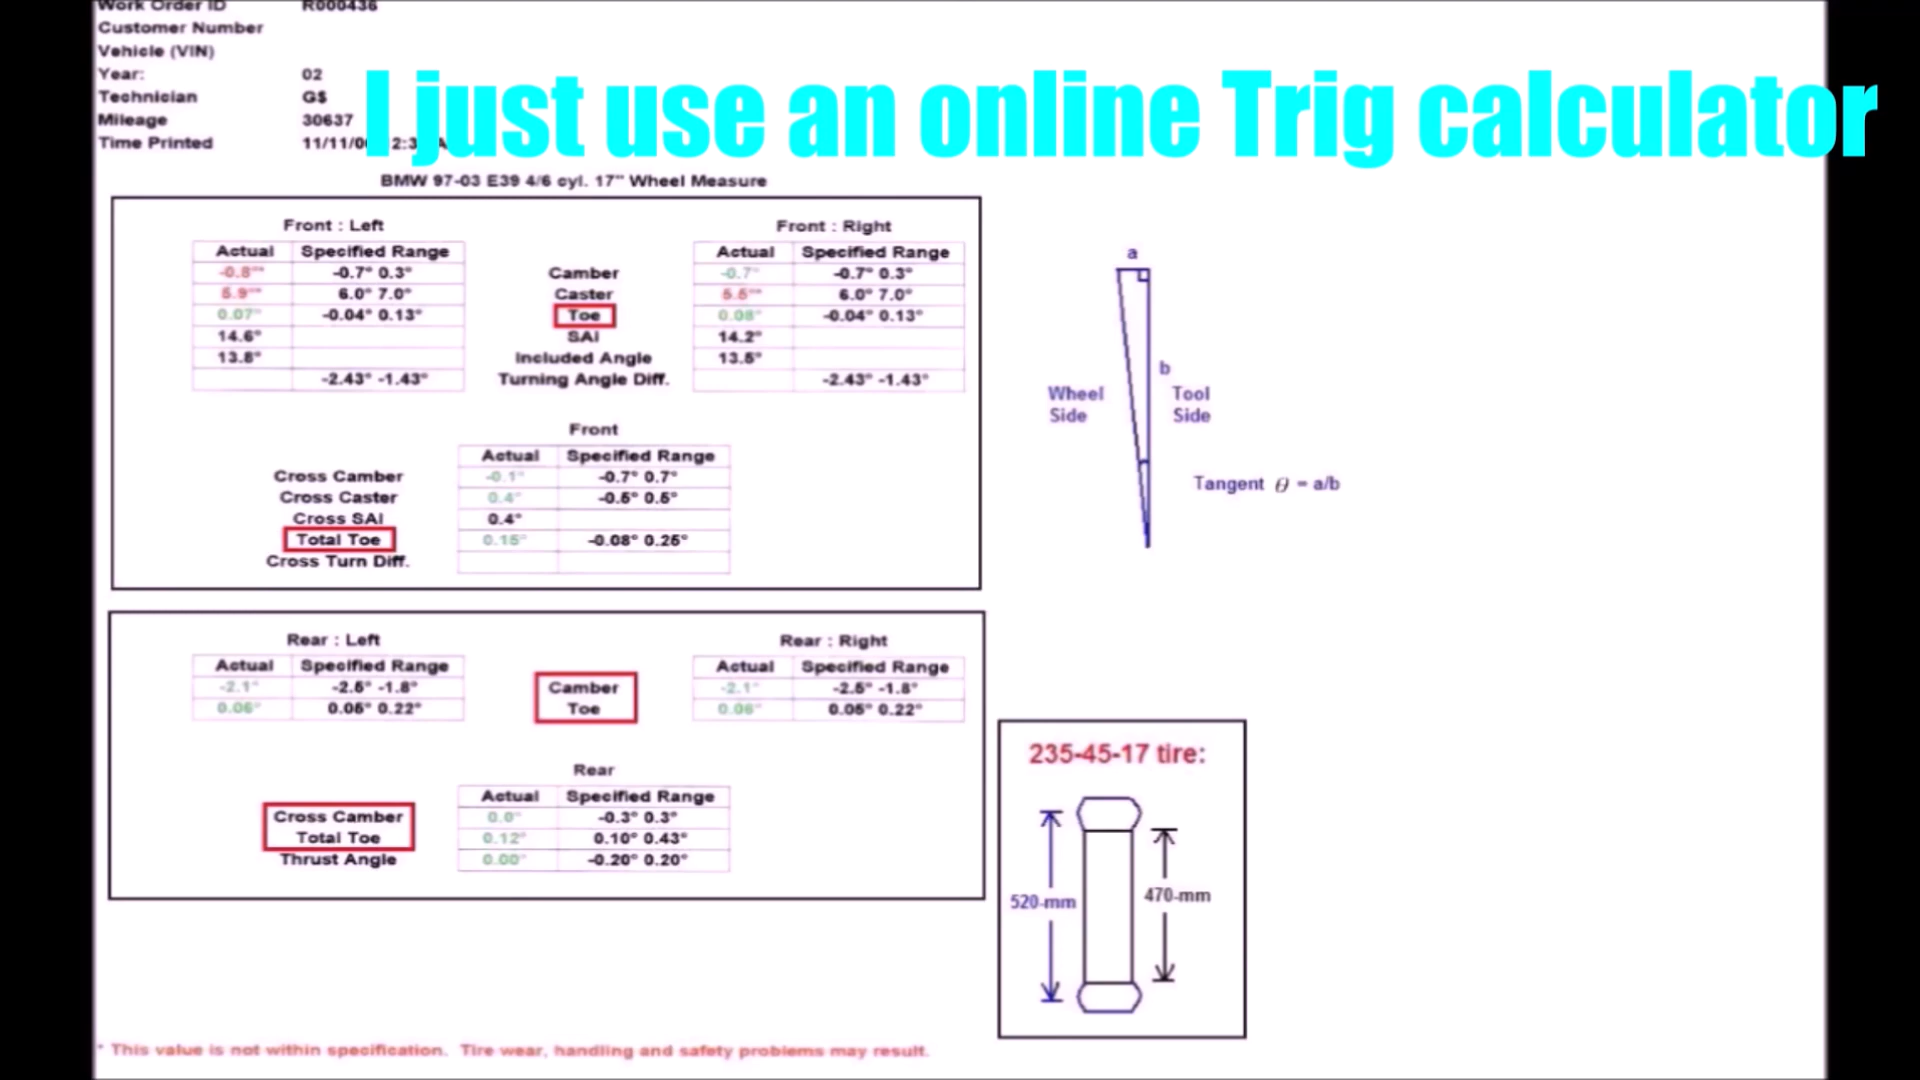 Work Order ID R000436
Customer Number
Vehicle (VIN)
Year: 02
Technician G$
Mileage 30637
Time Printed 11/11/0
I just use an online Trig calculator
BMW 97-03 E39 4/6 cyl. 17" Wheel Measure
Front : Left Front : Right
Actual Specified Range Actual Specified Range
-0.8°* -0.7° 0.3° Camber -0.7° -0.7° 0.3°
5.9°* 6.0° 7.0° Caster 5.5°* 6.0° 7.0°
0.07° -0.04° 0.13° Toe 0.08° -0.04° 0.13°
14.6° SAI 14.2°
13.8° Included Angle 13.5°
-2.43° -1.43° Turning Angle Diff. -2.43° -1.43°
Front
Actual Specified Range
Cross Camber -0.1° -0.7° 0.7°
Cross Caster 0.4° -0.5° 0.5°
Cross SAI 0.4°
Total Toe 0.15° -0.08° 0.25°
Cross Turn Diff.
a
b
Wheel Tool
Side Side
Tangent θ = a/b
Rear : Left Rear : Right
Actual Specified Range Actual Specified Range
-2.1° -2.5° -1.8° Camber -2.1° -2.5° -1.8°
0.06° 0.05° 0.22° Toe 0.06° 0.05° 0.22°
Rear
Actual Specified Range
Cross Camber 0.0° -0.3° 0.3°
Total Toe 0.12° 0.10° 0.43°
Thrust Angle 0.00° -0.20° 0.20°
235-45-17 tire:
520-mm 470-mm
* This value is not within specification. Tire wear, handling and safety problems may result.